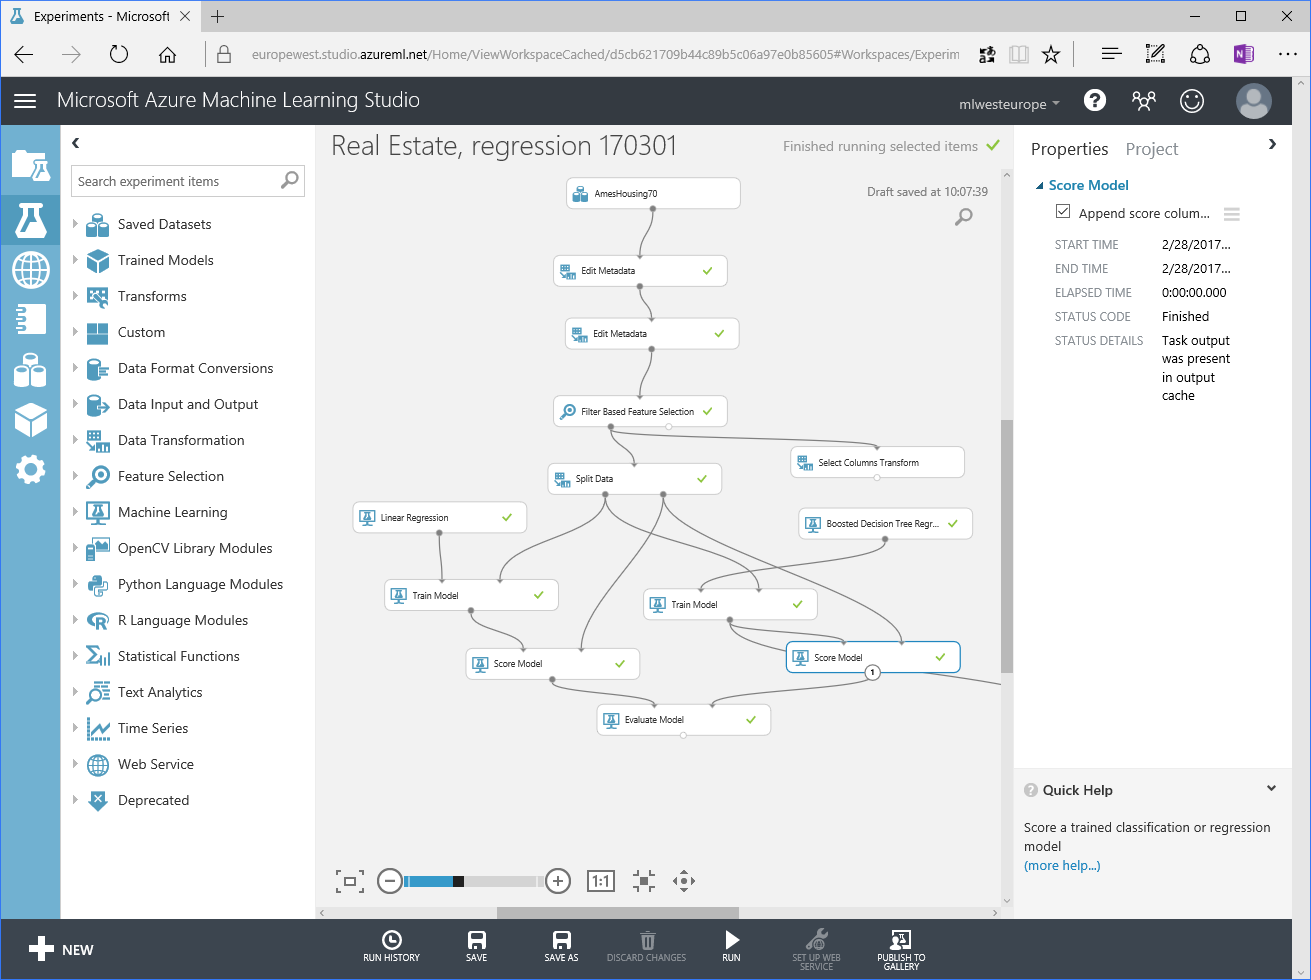 Experiments - Microsoft
europewest.studio.azureml.net/Home/ViewWorkspaceCached/d5cb621709b44c89b5c06a97e0b85605#Workspaces/Experim
Microsoft Azure Machine Learning Studio
mlwesteurope
Search experiment items
Saved Datasets
Trained Models
Transforms
Custom
Data Format Conversions
Data Input and Output
Data Transformation
Feature Selection
Machine Learning
OpenCV Library Modules
Python Language Modules
R Language Modules
Statistical Functions
Text Analytics
Time Series
Web Service
Deprecated
Real Estate, regression 170301
Finished running selected items
Draft saved at 10:07:39
AmesHousing70
Edit Metadata
Edit Metadata
Filter Based Feature Selection
Select Columns Transform
Split Data
Linear Regression
Boosted Decision Tree Regr...
Train Model
Train Model
Score Model
Score Model
1
Evaluate Model
1:1
Properties Project
Score Model
Append score colum...
START TIME 2/28/2017...
END TIME 2/28/2017...
ELAPSED TIME 0:00:00.000
STATUS CODE Finished
STATUS DETAILS Task output
was present
in output
cache
Quick Help
Score a trained classification or regression
model
(more help...)
NEW
RUN HISTORY
SAVE
SAVE AS
DISCARD CHANGES
RUN
SET UP WEB
SERVICE
PUBLISH TO
GALLERY